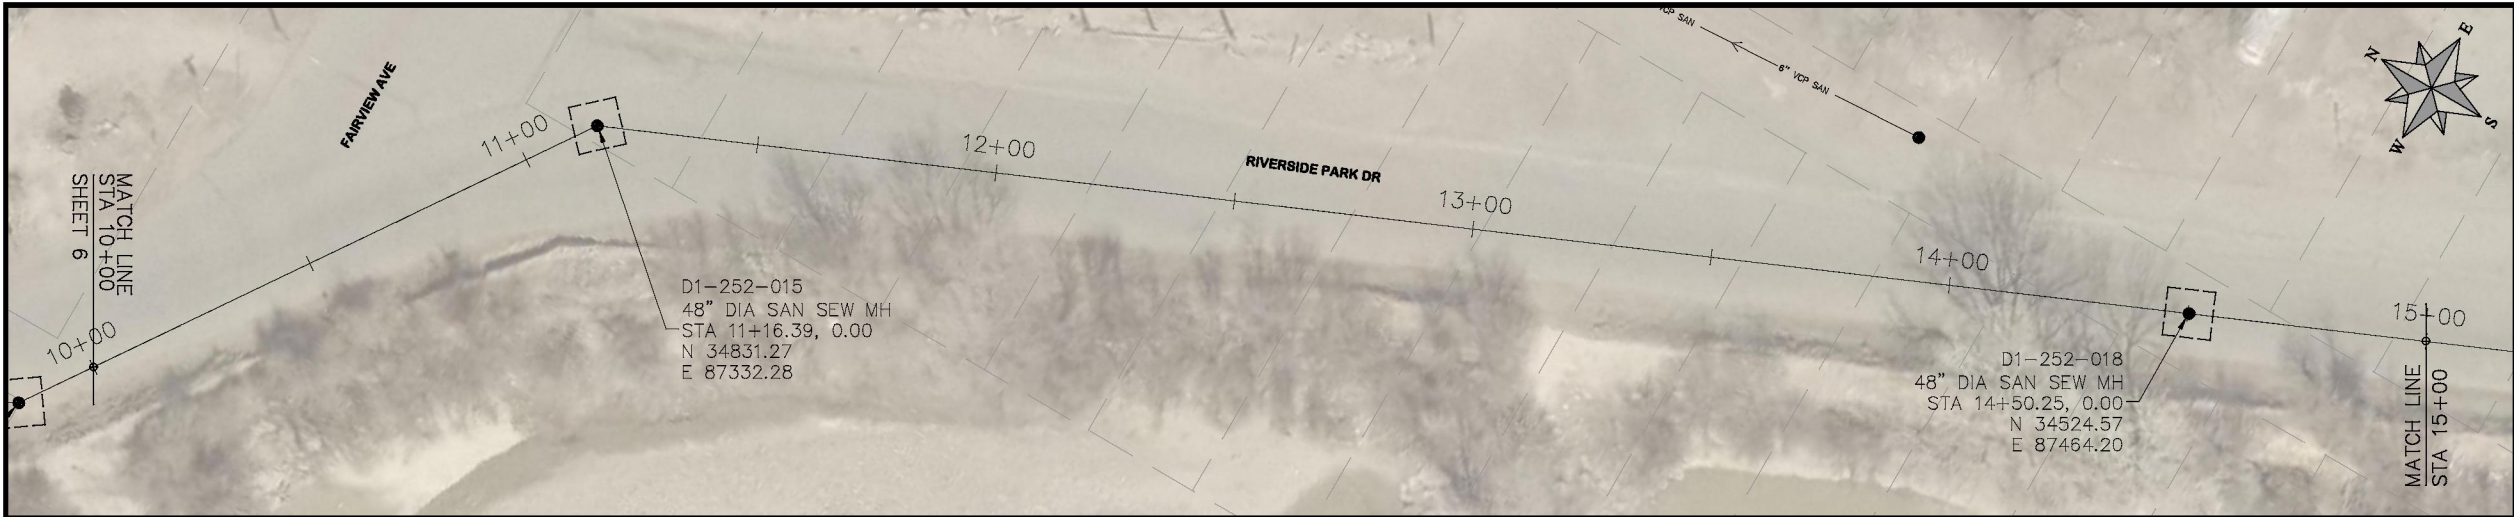 VCP SAN
8" VCP SAN
N
E
S
W
FAIRVIEW AVE
11+00
12+00
RIVERSIDE PARK DR
13+00
14+00
15+00
10+00
MATCH LINE
STA 10+00
SHEET 6
D1-252-015
48" DIA SAN SEW MH
STA 11+16.39, 0.00
N 34831.27
E 87332.28
D1-252-018
48" DIA SAN SEW MH
STA 14+50.25, 0.00
N 34524.57
E 87464.20
MATCH LINE
STA 15+00